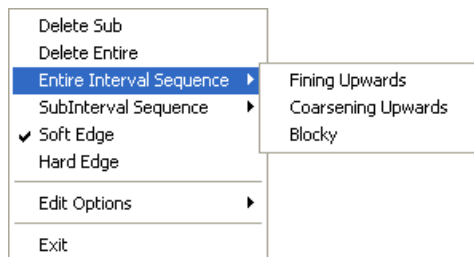 Delete Sub
Delete Entire
Entire Interval Sequence
SubInterval Sequence
Soft Edge
Hard Edge
Edit Options
Exit
Fining Upwards
Coarsening Upwards
Blocky